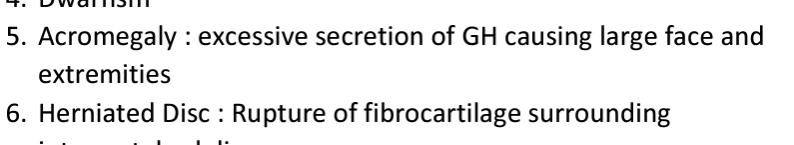 4. Dwarfism
5. Acromegaly : excessive secretion of GH causing large face and
extremities
6. Herniated Disc : Rupture of fibrocartilage surrounding